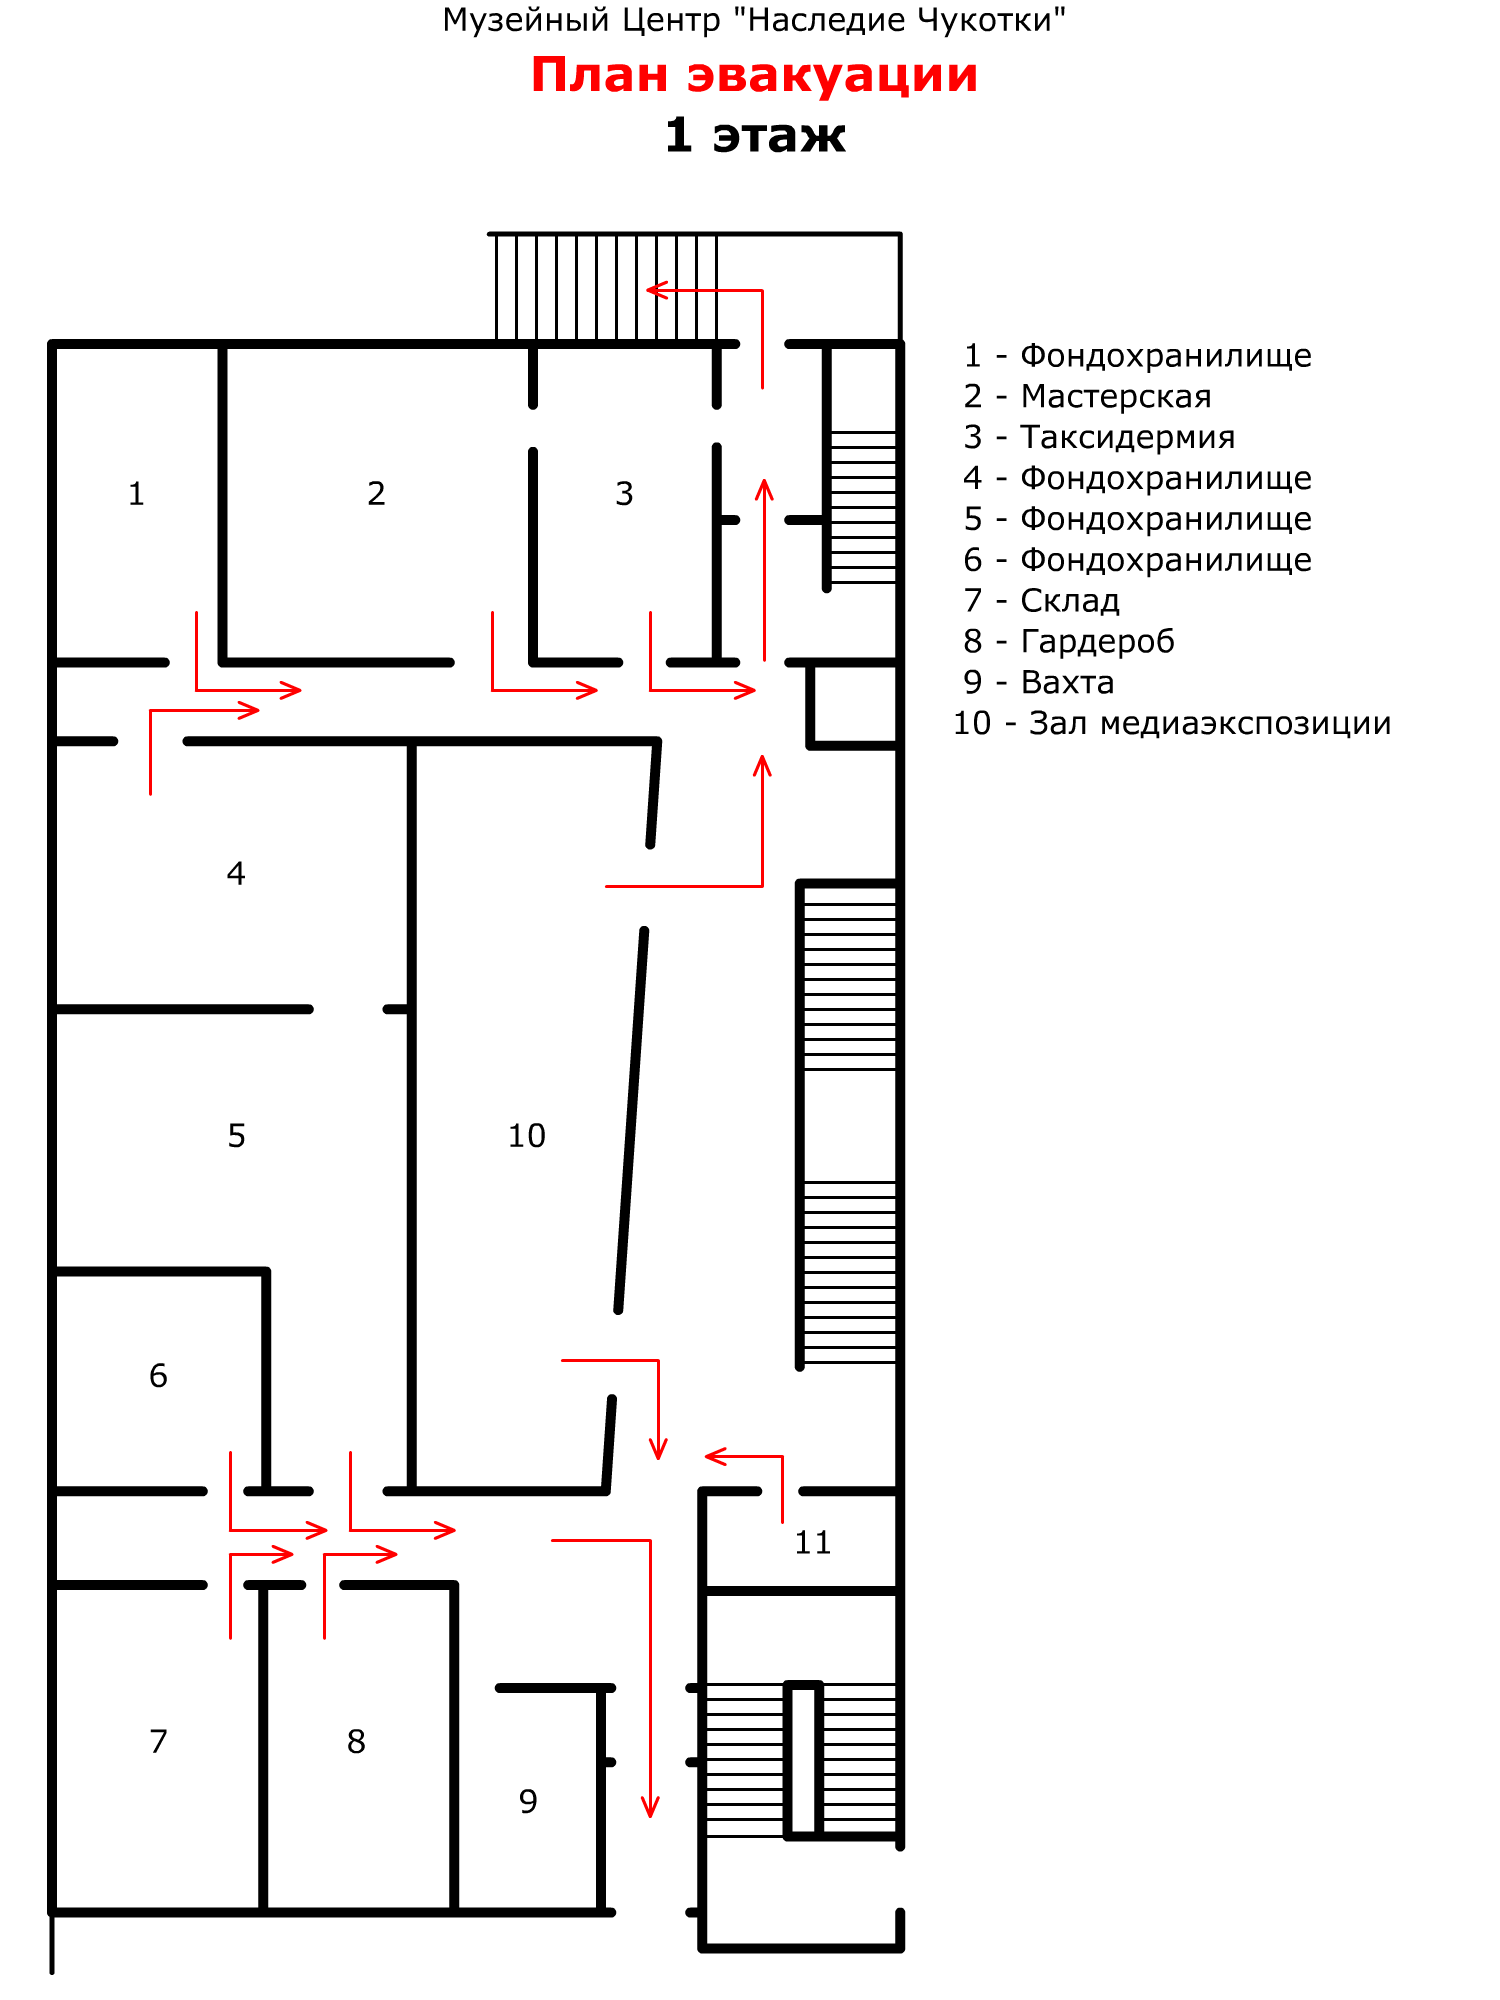 Музейный Центр "Наследие Чукотки"
План эвакуации
1 этаж
1 - Фондохранилище
2 - Мастерская
3 - Таксидермия
4 - Фондохранилище
5 - Фондохранилище
6 - Фондохранилище
7 - Склад
8 - Гардероб
9 - Вахта
10 - Зал медиаэкспозиции
1
2
3
4
5
10
6
11
7
8
9